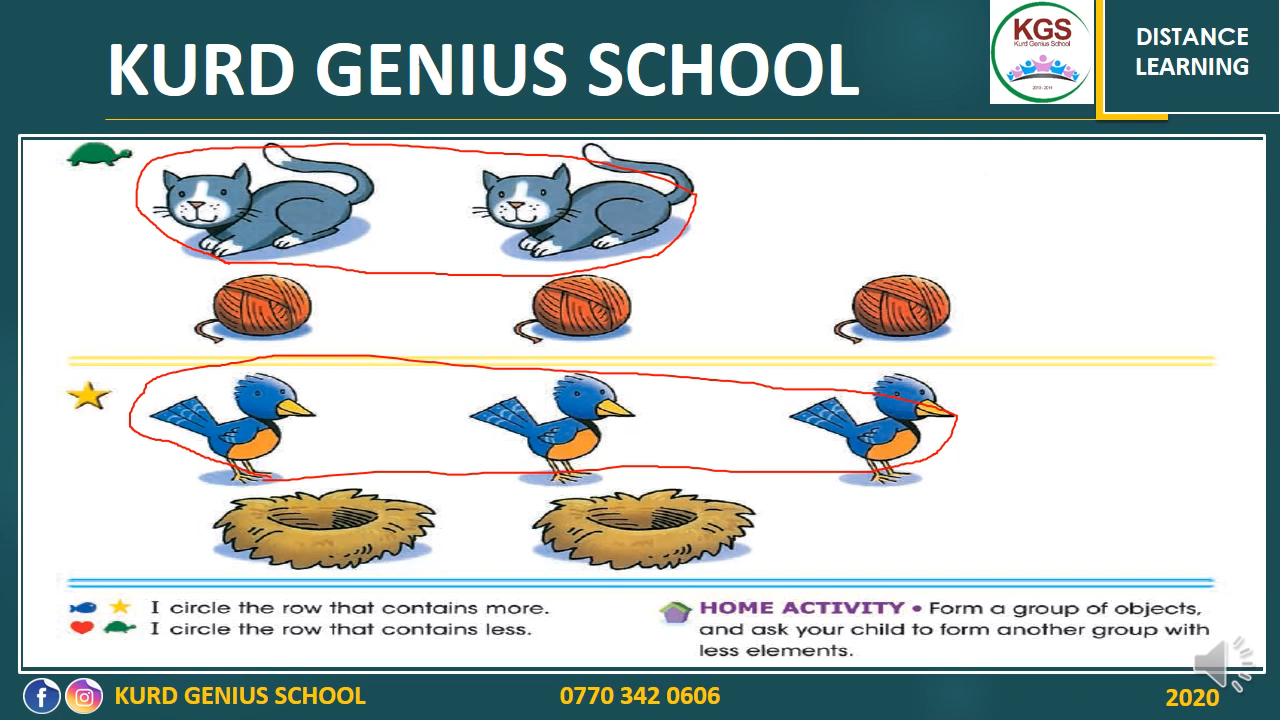 KURD GENIUS SCHOOL
KGS
Kurd Genius School
DISTANCE
LEARNING
I circle the row that contains more.
I circle the row that contains less.
HOME ACTIVITY • Form a group of objects,
and ask your child to form another group with
less elements.
KURD GENIUS SCHOOL
0770 342 0606
2020